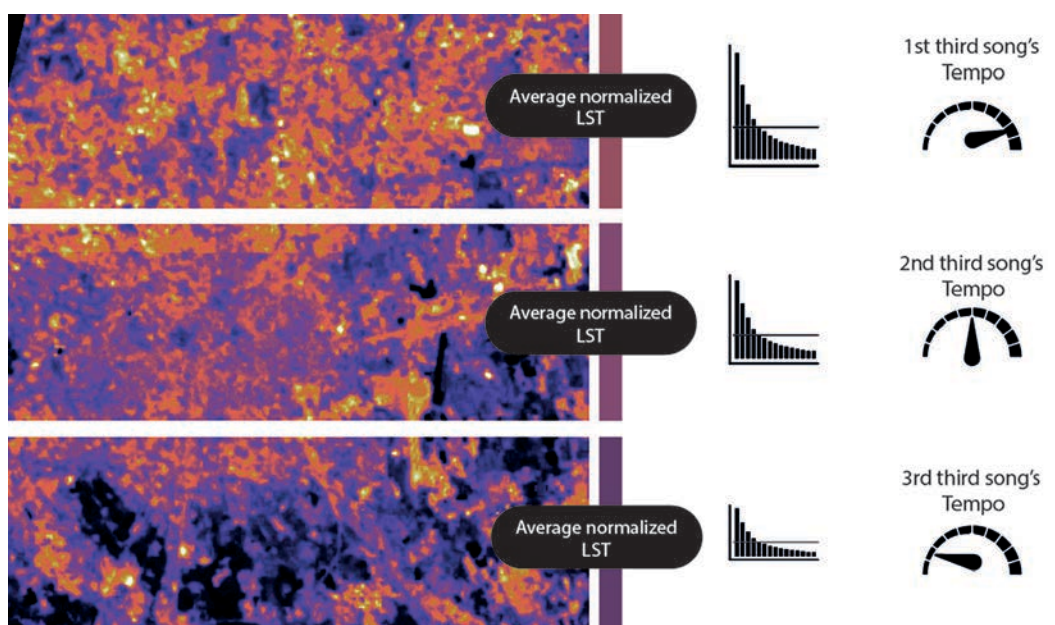 Average normalized
LST
1st third song's
Tempo
Average normalized
LST
2nd third song's
Tempo
Average normalized
LST
3rd third song's
Tempo